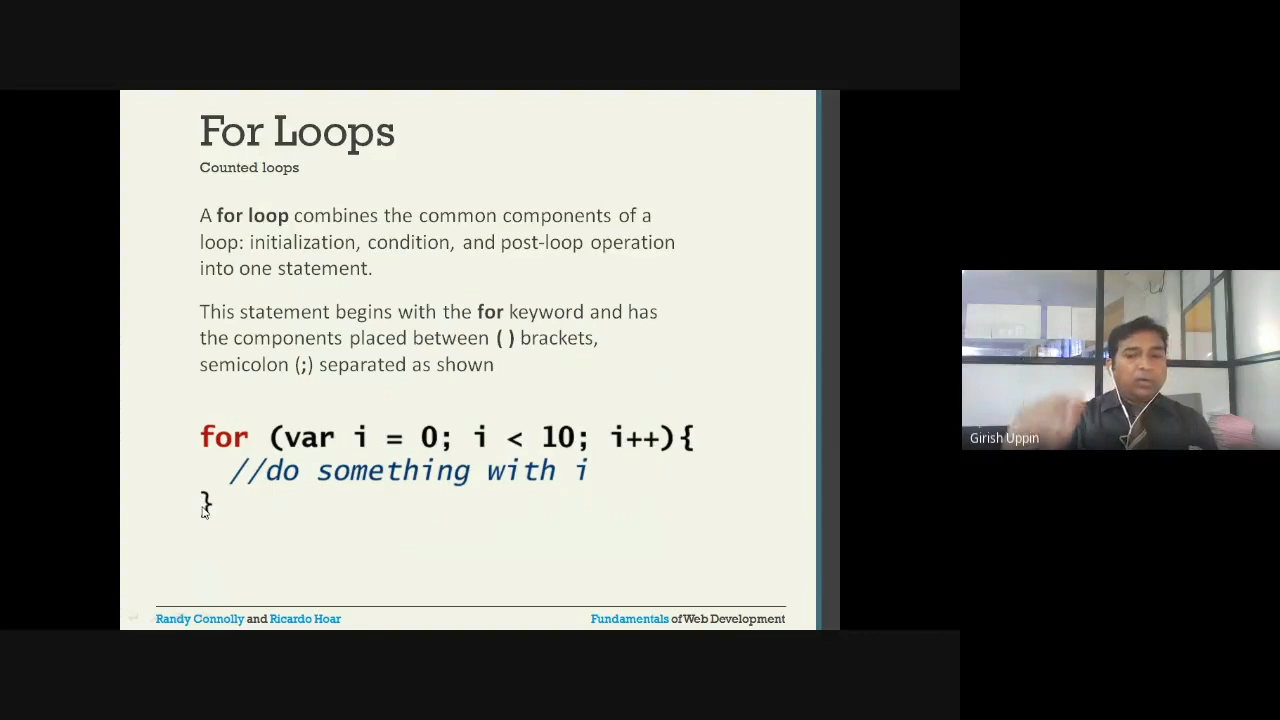 For Loops
Counted loops
A for loop combines the common components of a
loop: initialization, condition, and post-loop operation
into one statement.
This statement begins with the for keyword and has
the components placed between ( ) brackets,
semicolon (;) separated as shown
for (var i = 0; i < 10; i++){
//do something with i
}
Randy Connolly and Ricardo Hoar
Fundamentals of Web Development
Girish Uppin